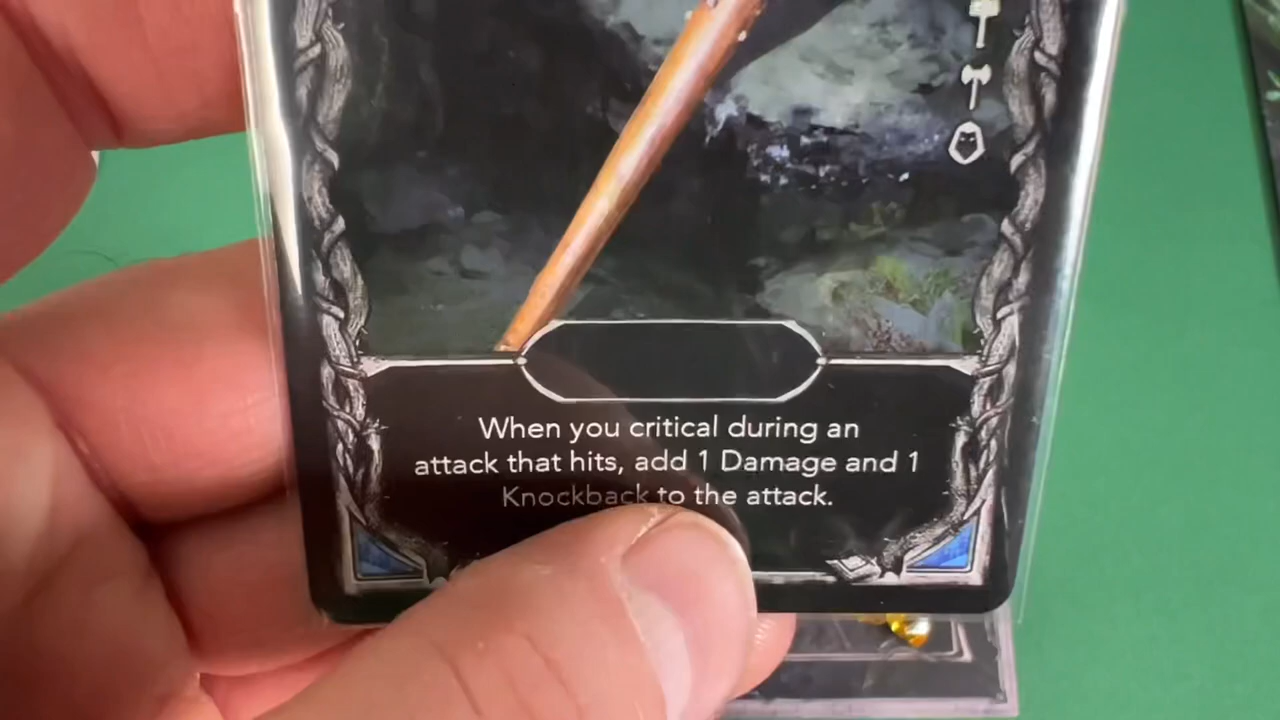 When you critical during an
attack that hits, add 1 Damage and 1
Knockback to the attack.